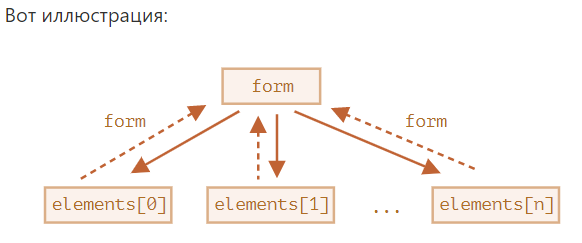 Вот иллюстрация:
form
form form
elements[0] elements[1] ... elements[n]